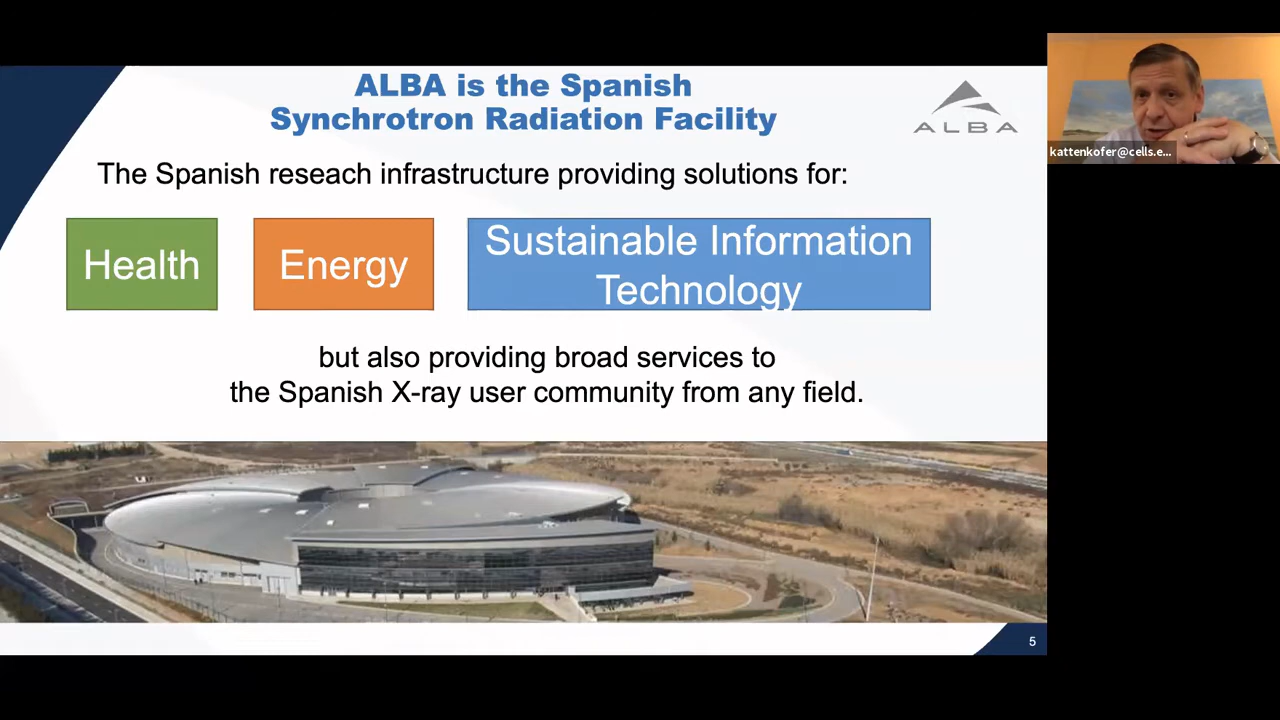 ALBA is the Spanish
Synchrotron Radiation Facility
ALBA
kattenkofer@cells.e...
The Spanish reseach infrastructure providing solutions for:
Health
Energy
Sustainable Information
Technology
but also providing broad services to
the Spanish X-ray user community from any field.
5